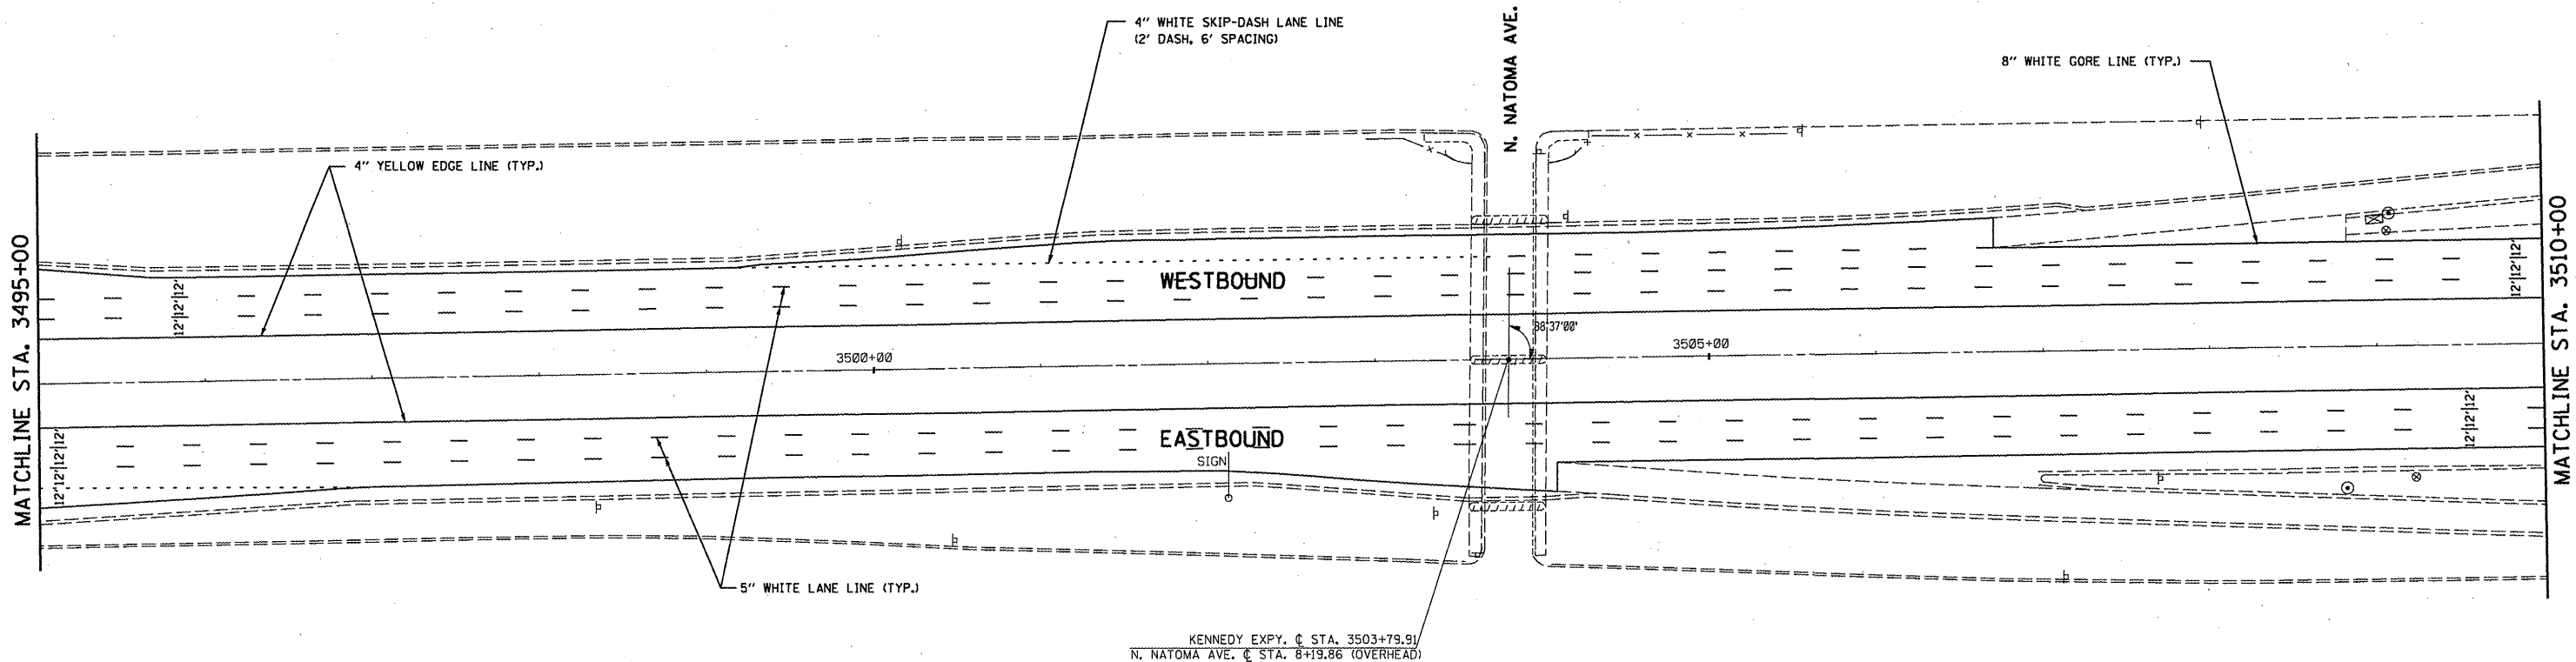 4" WHITE SKIP-DASH LANE LINE
(2' DASH, 6' SPACING)
N. NATOMA AVE.
8" WHITE GORE LINE (TYP.)
4" YELLOW EDGE LINE (TYP.)
MATCHLINE STA. 3495+00
12'|12'|12'
WESTBOUND
12'|12'|12'
MATCHLINE STA. 3510+00
88°37'00"
3500+00
3505+00
12'|12'|12'|12'
EASTBOUND
12'|12'|12'
SIGN
5" WHITE LANE LINE (TYP.)
KENNEDY EXPY. ℄ STA. 3503+79.91
N. NATOMA AVE. ℄ STA. 8+19.86 (OVERHEAD)